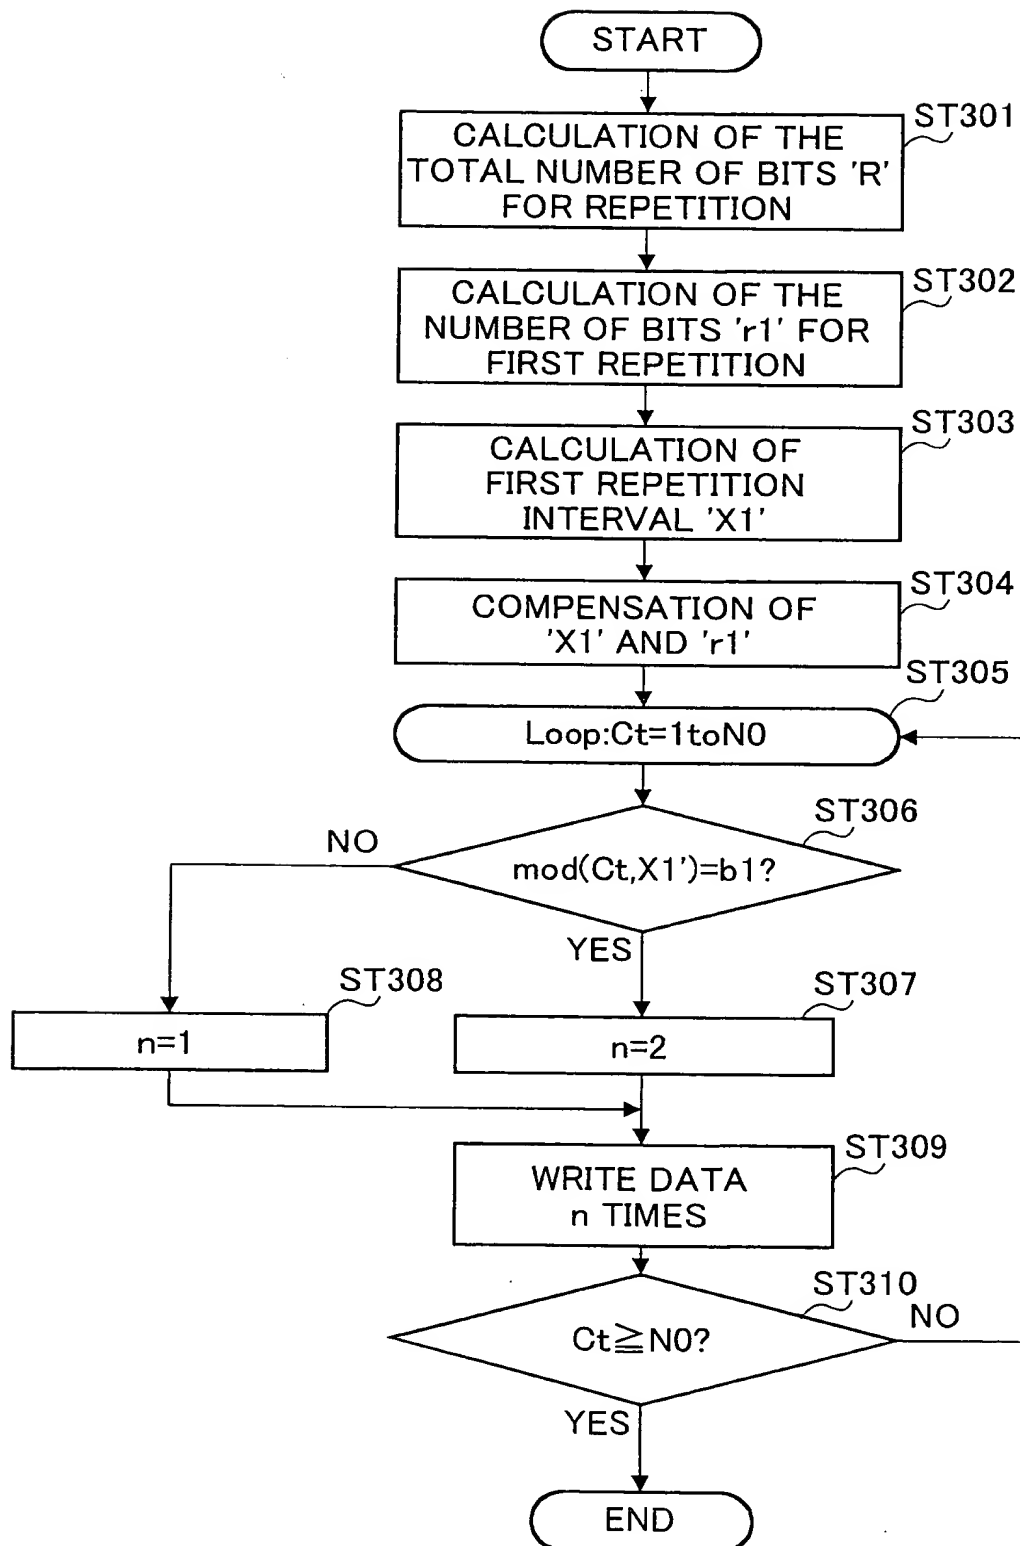 START
ST301
CALCULATION OF THE
TOTAL NUMBER OF BITS 'R'
FOR REPETITION
ST302
CALCULATION OF THE
NUMBER OF BITS 'r1' FOR
FIRST REPETITION
ST303
CALCULATION OF
FIRST REPETITION
INTERVAL 'X1'
ST304
COMPENSATION OF
'X1' AND 'r1'
ST305
Loop:Ct=1toN0
ST306
NO
mod(Ct,X1')=b1?
YES
ST308
ST307
n=1
n=2
ST309
WRITE DATA
n TIMES
ST310
NO
Ct≧N0?
YES
END